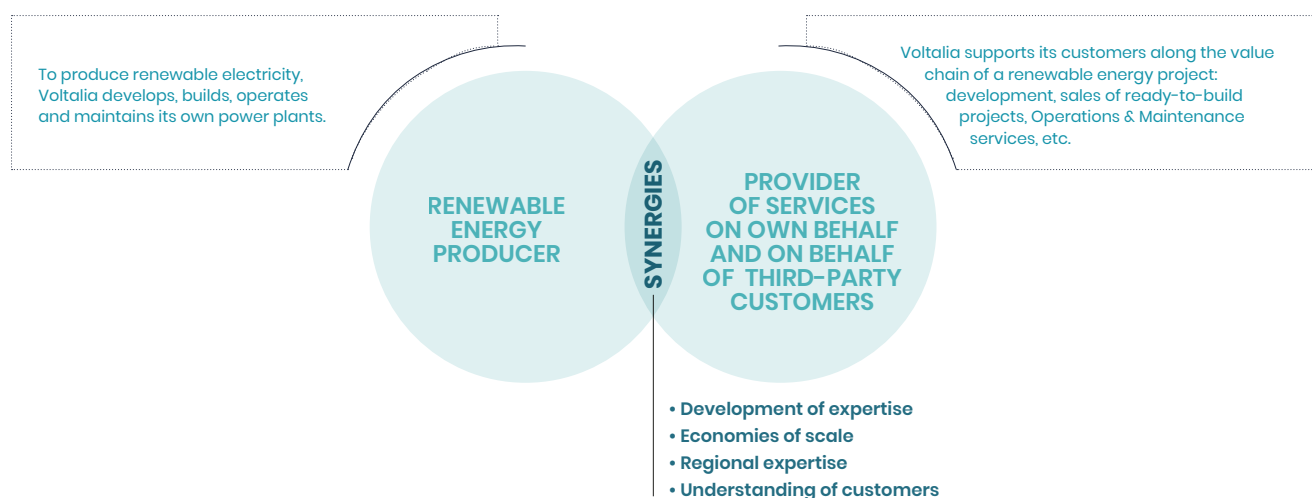 To produce renewable electricity,
Voltalia develops, builds, operates
and maintains its own power plants.
Voltalia supports its customers along the value
chain of a renewable energy project:
development, sales of ready-to-build
projects, Operations & Maintenance
services, etc.
RENEWABLE
ENERGY
PRODUCER
SYNERGIES
PROVIDER
OF SERVICES
ON OWN BEHALF
AND ON BEHALF
OF THIRD-PARTY
CUSTOMERS
• Development of expertise
• Economies of scale
• Regional expertise
• Understanding of customers